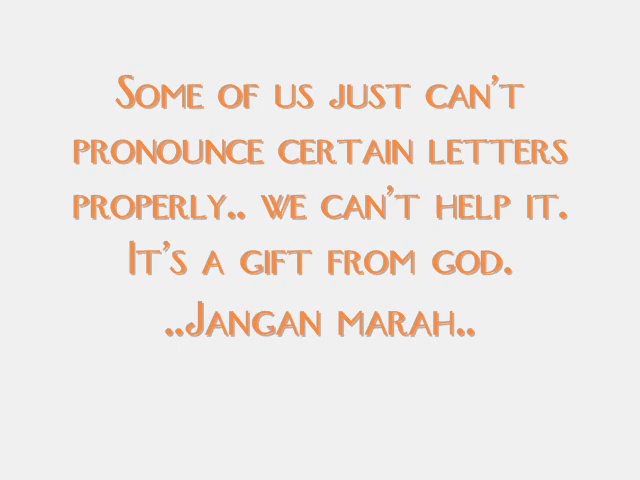 Some of us just can't
pronounce certain letters
properly.. we can't help it.
It's a gift from god.
..Jangan marah..